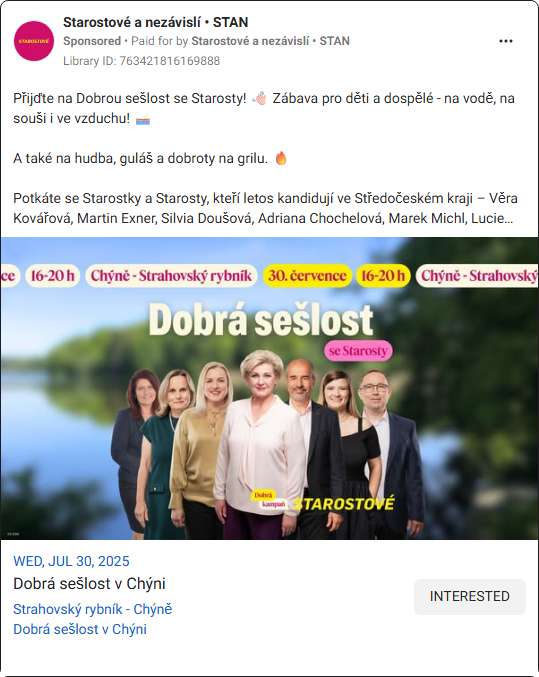 Starostové a nezávislí • STAN
Sponsored • Paid for by Starostové a nezávislí • STAN
Library ID: 763421816169888
STAROSTOVÉ
Přijďte na Dobrou sešlost se Starosty! 👋🏻 Zábava pro děti a dospělé - na vodě, na
souši i ve vzduchu!
A také na hudba, guláš a dobroty na grilu. 🔥
Potkáte se Starostky a Starosty, kteří letos kandidují ve Středočeském kraji – Věra
Kovářová, Martin Exner, Silvia Doušová, Adriana Chochelová, Marek Michl, Lucie...
ce 16-20 h Chýně - Strahovský rybník 30. července 16-20 h Chýně - Strahovský
Dobrá sešlost
se Starosty
Dobrá
kampaň
STAROSTOVÉ
WED, JUL 30, 2025
Dobrá sešlost v Chýni
Strahovský rybník - Chýně
Dobrá sešlost v Chýni
INTERESTED